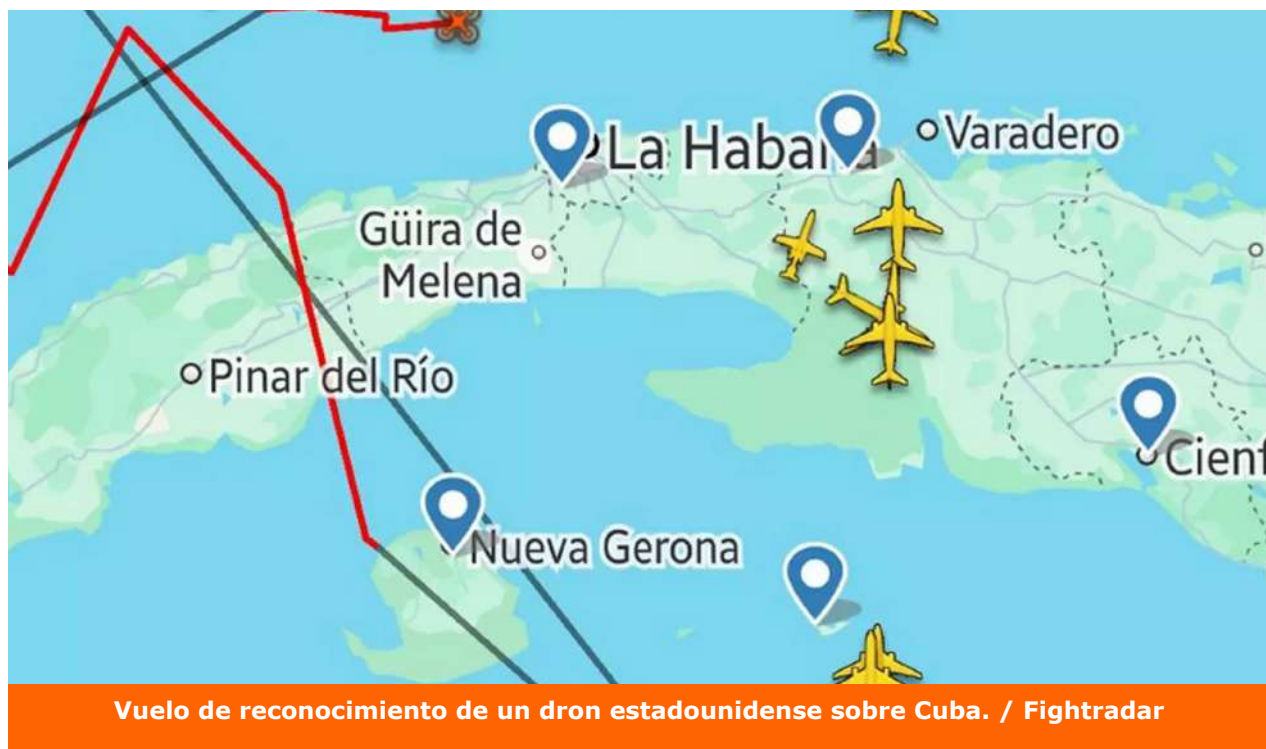 La Habana
Varadero
Güira de
Melena
Pinar del Río
Cienf
Nueva Gerona
Vuelo de reconocimiento de un dron estadounidense sobre Cuba. / Fightradar